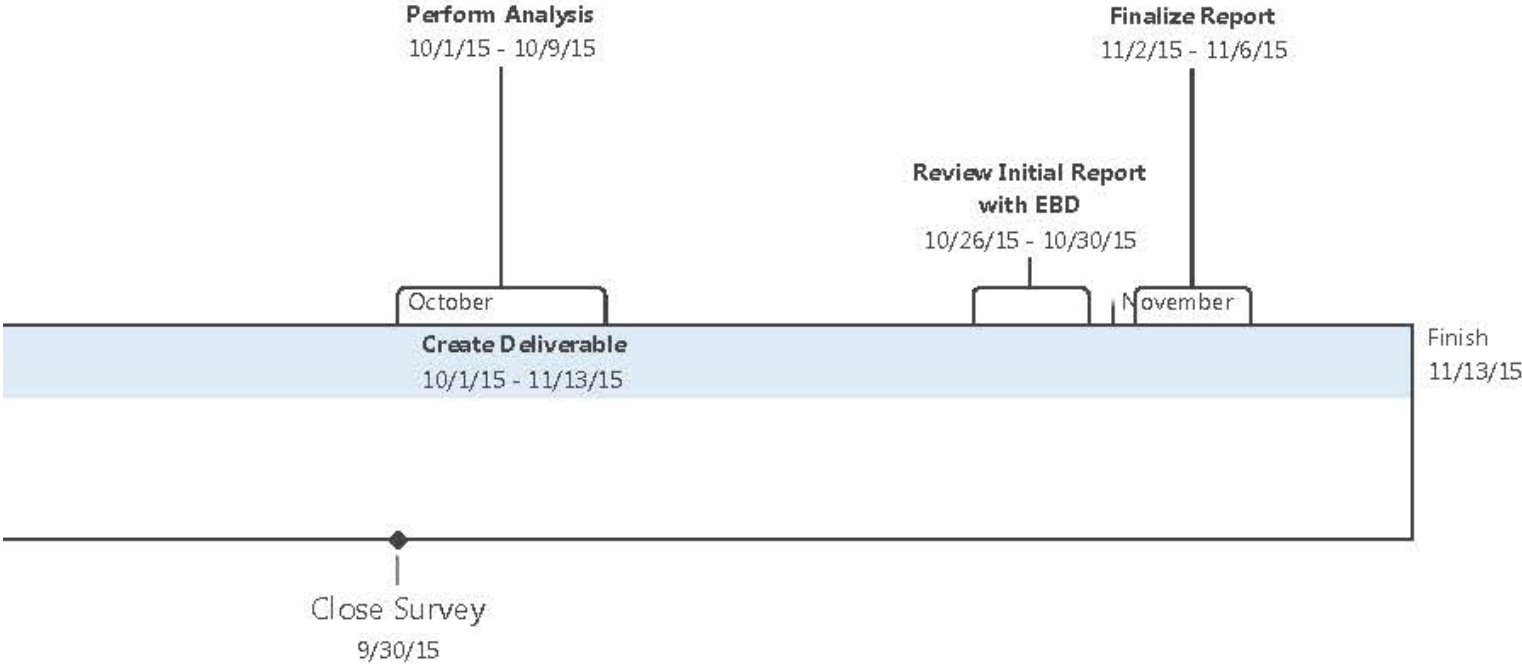 Perform Analysis
10/1/15 - 10/9/15
Finalize Report
11/2/15 - 11/6/15
Review Initial Report
with EBD
10/26/15 - 10/30/15
October
November
Create Deliverable
10/1/15 - 11/13/15
Finish
11/13/15
Close Survey
9/30/15